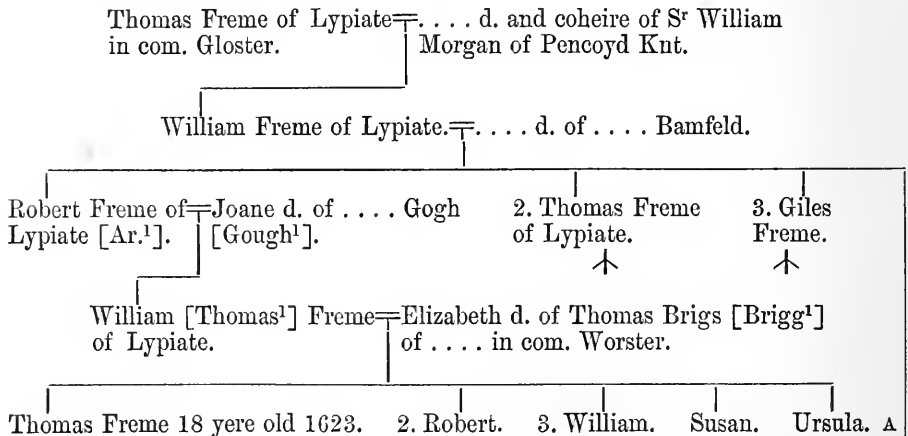 Thomas Freme of Lypiate=. . . . d. and coheire of Sʳ William
in com. Gloster. Morgan of Pencoyd Knt.
William Freme of Lypiate.=. . . . d. of . . . . Bamfeld.
Robert Freme of=Joane d. of . . . . Gogh 2. Thomas Freme 3. Giles
Lypiate [Ar.¹]. [Gough¹]. of Lypiate. Freme.
William [Thomas¹] Freme=Elizabeth d. of Thomas Brigs [Brigg¹]
of Lypiate. of . . . . in com. Worster.
Thomas Freme 18 yere old 1623. 2. Robert. 3. William. Susan. Ursula. A